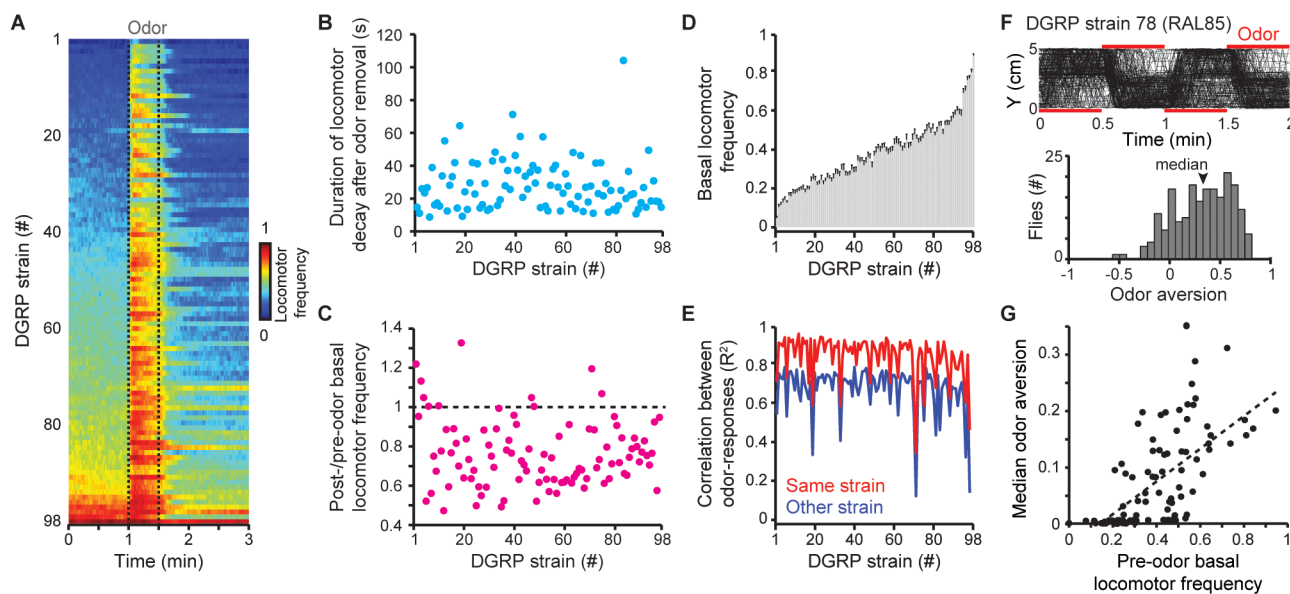 A
Odor
1
20
40
60
80
98
DGRP strain (#)
0 1 2 3
Time (min)
1
0
Locomotor
frequency
B
Duration of locomotor
decay after odor removal (s)
120
100
80
60
40
20
0
1 20 40 60 80 98
DGRP strain (#)
C
Post-/pre-odor basal
locomotor frequency
1.4
1.2
1
0.8
0.6
0.4
1 20 40 60 80 98
DGRP strain (#)
D
Basal locomotor
frequency
1
0.8
0.6
0.4
0.2
0
1 20 40 60 80 98
DGRP strain (#)
E
Correlation between
odor-responses (R²)
1
0.8
0.6
0.4
0.2
0
Same strain
Other strain
1 20 40 60 80 98
DGRP strain (#)
F DGRP strain 78 (RAL85)
Odor
Y (cm)
5
0
0 0.5 1 1.5 2
Time (min)
median
Flies (#)
25
0
-1 -0.5 0 0.5 1
Odor aversion
G
Median odor aversion
0.3
0.2
0.1
0
0 0.2 0.4 0.6 0.8 1
Pre-odor basal
locomotor frequency